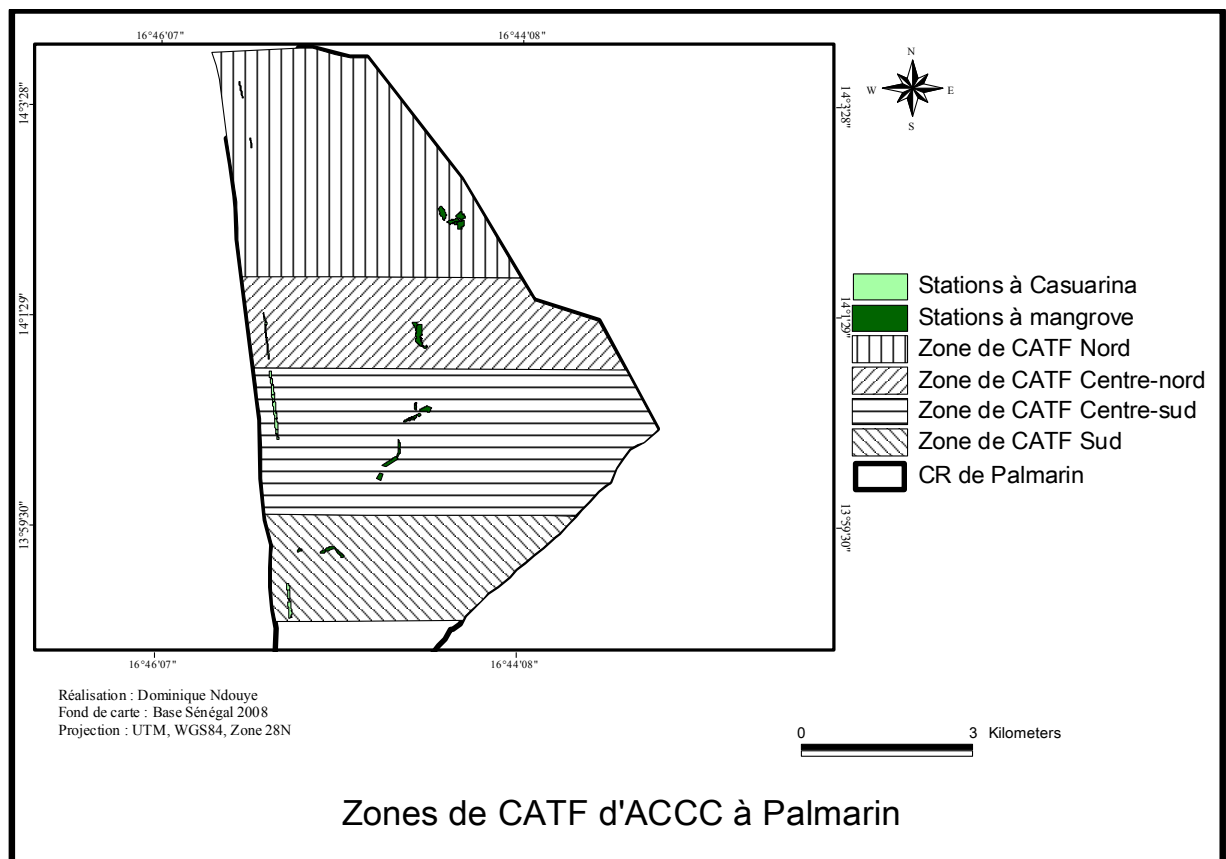 16°46'07" 16°44'08"
N
W E
S
14°3'28" 14°3'28"
14°1'29" 14°1'29"
13°59'30" 13°59'30"
Stations à Casuarina
Stations à mangrove
Zone de CATF Nord
Zone de CATF Centre-nord
Zone de CATF Centre-sud
Zone de CATF Sud
CR de Palmarin
16°46'07" 16°44'08"
Réalisation : Dominique Ndouye
Fond de carte : Base Sénégal 2008
Projection : UTM, WGS84, Zone 28N
0 3 Kilometers
Zones de CATF d'ACCC à Palmarin